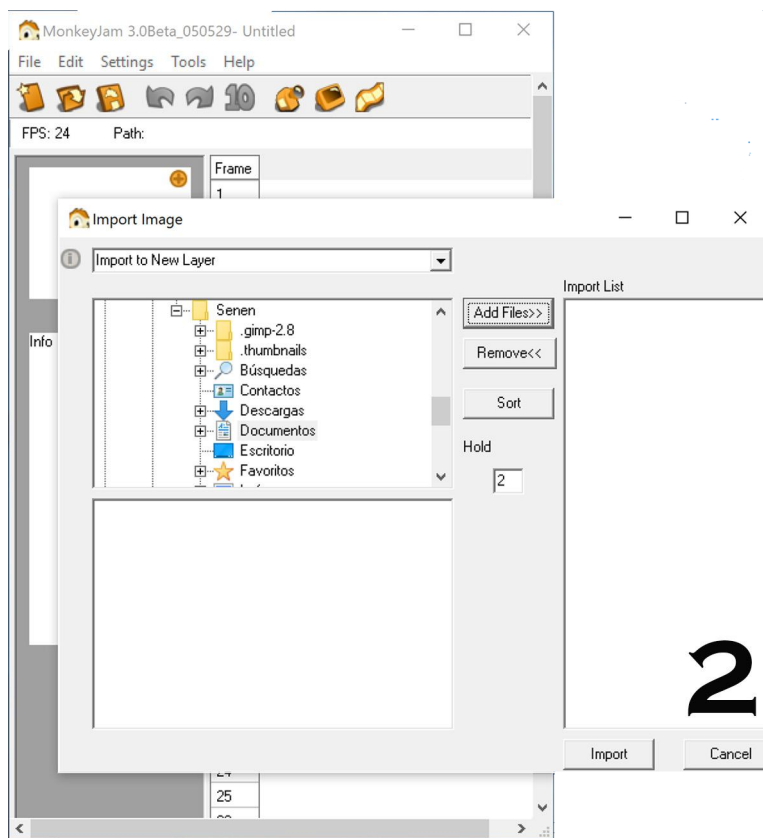 MonkeyJam 3.0Beta_050529- Untitled
File Edit Settings Tools Help
10
FPS: 24 Path:
Frame
1
Import Image
Import to New Layer
Import List
Senen
.gimp-2.8
.thumbnails
Búsquedas
Contactos
Descargas
Documentos
Escritorio
Favoritos
Add Files>>
Remove<<
Sort
Hold
2
Info
2
Import Cancel
24
25